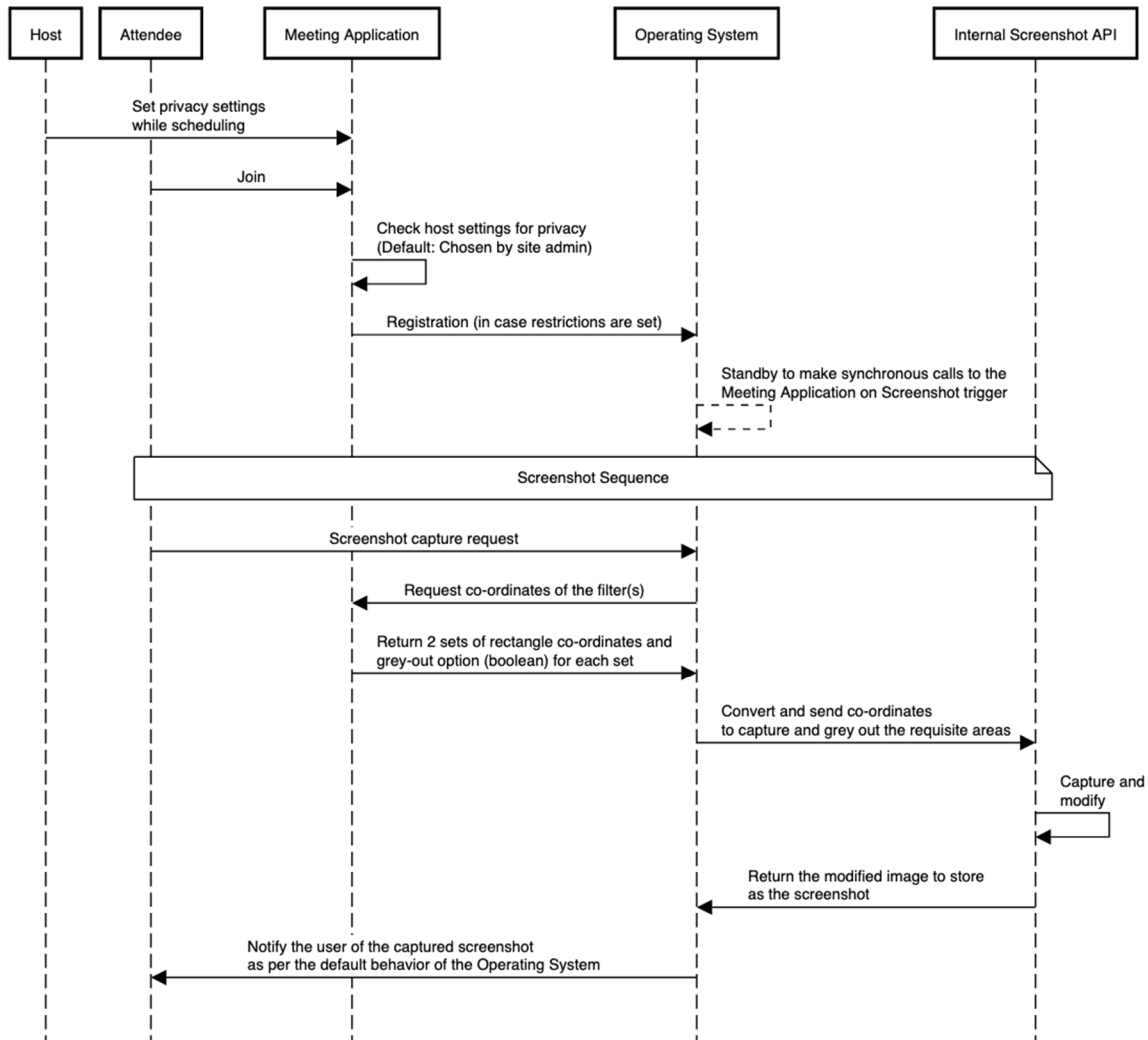 Host
Attendee
Meeting Application
Operating System
Internal Screenshot API
Set privacy settings
while scheduling
Join
Check host settings for privacy
(Default: Chosen by site admin)
Registration (in case restrictions are set)
Standby to make synchronous calls to the
Meeting Application on Screenshot trigger
Screenshot Sequence
Screenshot capture request
Request co-ordinates of the filter(s)
Return 2 sets of rectangle co-ordinates and
grey-out option (boolean) for each set
Convert and send co-ordinates
to capture and grey out the requisite areas
Capture and
modify
Return the modified image to store
as the screenshot
Notify the user of the captured screenshot
as per the default behavior of the Operating System